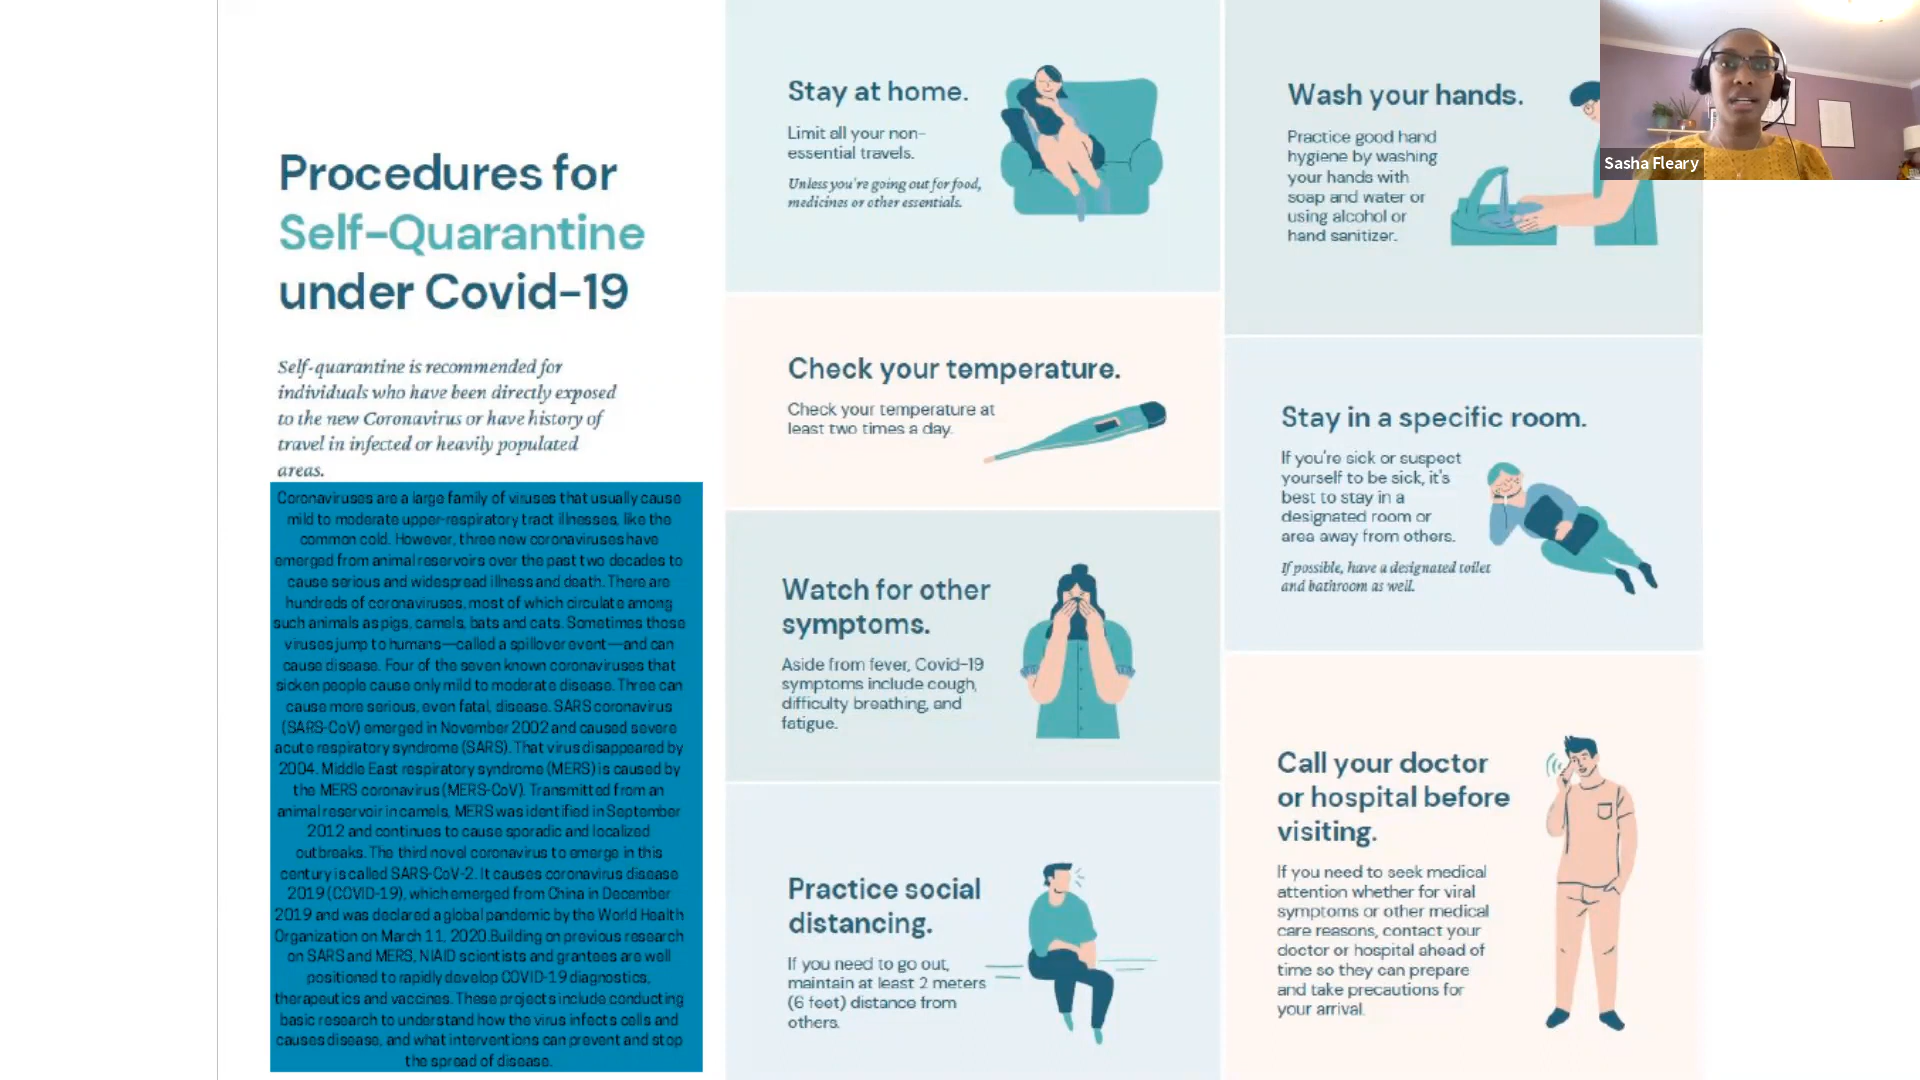 Procedures for
Self-Quarantine
under Covid-19
Self-quarantine is recommended for
individuals who have been directly exposed
to the new Coronavirus or have history of
travel in infected or heavily populated
areas.
Coronaviruses are a large family of viruses that usually cause
mild to moderate upper-respiratory tract illnesses, like the
common cold. However, three new coronaviruses have
emerged from animal reservoirs over the past two decades to
cause serious and widespread illness and death. There are
hundreds of coronaviruses, most of which circulate among
such animals as pigs, camels, bats and cats. Sometimes those
viruses jump to humans—called a spillover event—and can
cause disease. Four of the seven known coronaviruses that
sicken people cause only mild to moderate disease. Three can
cause more serious, even fatal, disease. SARS coronavirus
(SARS-CoV) emerged in November 2002 and caused severe
acute respiratory syndrome (SARS). That virus disappeared by
2004. Middle East respiratory syndrome (MERS) is caused by
the MERS coronavirus (MERS-CoV). Transmitted from an
animal reservoir in camels, MERS was identified in September
2012 and continues to cause sporadic and localized
outbreaks. The third novel coronavirus to emerge in this
century is called SARS-CoV-2. It causes coronavirus disease
2019 (COVID-19), which emerged from China in December
2019 and was declared a global pandemic by the World Health
Organization on March 11, 2020.Building on previous research
on SARS and MERS, NIAID scientists and grantees are well
positioned to rapidly develop COVID-19 diagnostics,
therapeutics and vaccines. These projects include conducting
basic research to understand how the virus infects cells and
causes disease, and what interventions can prevent and stop
the spread of disease.
Stay at home.
Limit all your non-
essential travels.
Unless you're going out for food,
medicines or other essentials.
Check your temperature.
Check your temperature at
least two times a day.
Watch for other
symptoms.
Aside from fever, Covid-19
symptoms include cough,
difficulty breathing, and
fatigue.
Practice social
distancing.
If you need to go out,
maintain at least 2 meters
(6 feet) distance from
others.
Wash your hands.
Practice good hand
hygiene by washing
your hands with
soap and water or
using alcohol or
hand sanitizer.
Stay in a specific room.
If you're sick or suspect
yourself to be sick, it's
best to stay in a
designated room or
area away from others.
If possible, have a designated toilet
and bathroom as well.
Call your doctor
or hospital before
visiting.
If you need to seek medical
attention whether for viral
symptoms or other medical
care reasons, contact your
doctor or hospital ahead of
time so they can prepare
and take precautions for
your arrival.
Sasha Fleary